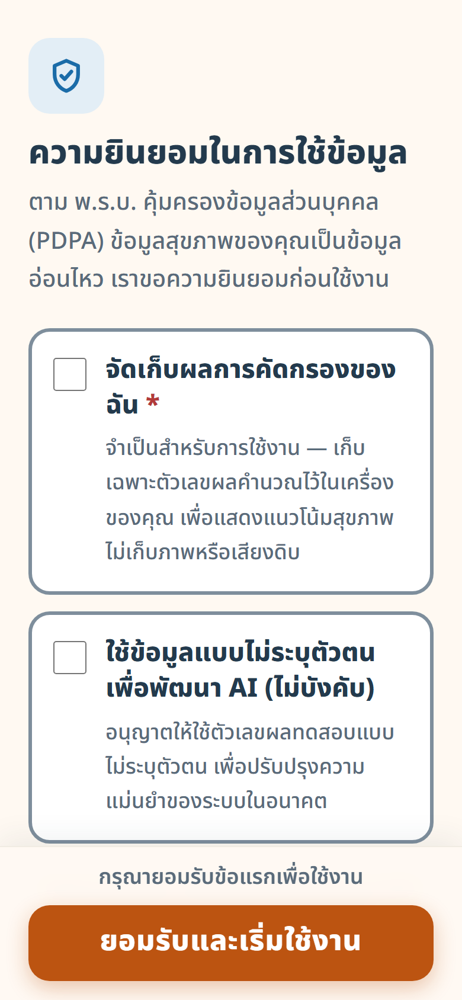 ความยินยอมในการใช้ข้อมูล
ตาม พ.ร.บ. คุ้มครองข้อมูลส่วนบุคคล
(PDPA) ข้อมูลสุขภาพของคุณเป็นข้อมูล
อ่อนไหว เราขอความยินยอมก่อนใช้งาน
จัดเก็บผลการคัดกรองของ
ฉัน *
จำเป็นสำหรับการใช้งาน — เก็บ
เฉพาะตัวเลขผลคำนวณไว้ในเครื่อง
ของคุณ เพื่อแสดงแนวโน้มสุขภาพ
ไม่เก็บภาพหรือเสียงดิบ
ใช้ข้อมูลแบบไม่ระบุตัวตน
เพื่อพัฒนา AI (ไม่บังคับ)
อนุญาตให้ใช้ตัวเลขผลทดสอบแบบ
ไม่ระบุตัวตน เพื่อปรับปรุงความ
แม่นยำของระบบในอนาคต
กรุณายอมรับข้อแรกเพื่อใช้งาน
ยอมรับและเริ่มใช้งาน